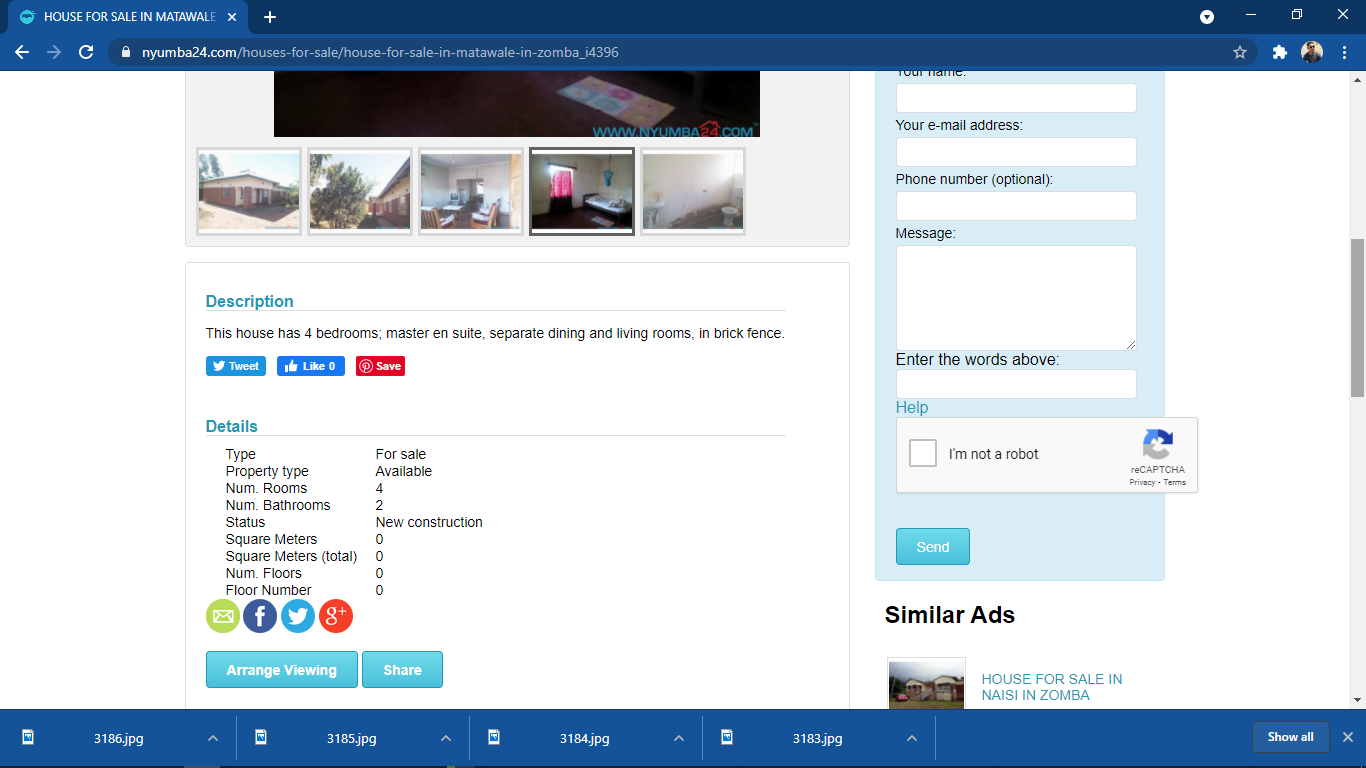 HOUSE FOR SALE IN MATAWALE
nyumba24.com/houses-for-sale/house-for-sale-in-matawale-in-zomba_i4396
WWW.NYUMBA24.COM
Description
This house has 4 bedrooms; master en suite, separate dining and living rooms, in brick fence.
Tweet
Like 0
Save
Details
Type For sale
Property type Available
Num. Rooms 4
Num. Bathrooms 2
Status New construction
Square Meters 0
Square Meters (total) 0
Num. Floors 0
Floor Number 0
g+
Arrange Viewing
Share
Your name:
Your e-mail address:
Phone number (optional):
Message:
Enter the words above:
Help
I'm not a robot
reCAPTCHA
Privacy - Terms
Send
Similar Ads
HOUSE FOR SALE IN
NAISI IN ZOMBA
3186.jpg
3185.jpg
3184.jpg
3183.jpg
Show all